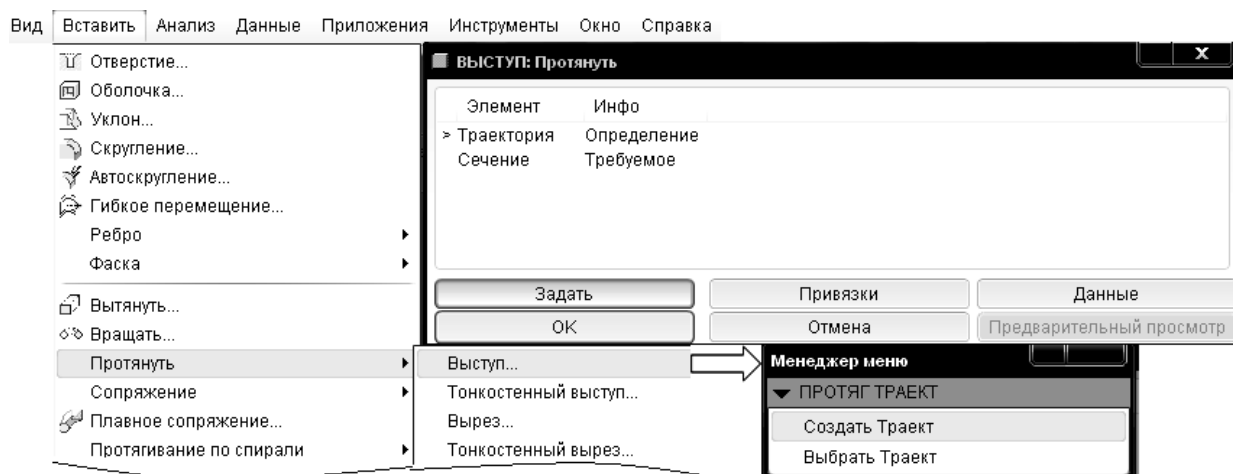 Вид Вставить Анализ Данные Приложения Инструменты Окно Справка
Отверстие...
Оболочка...
Уклон...
Скругление...
Автоскругление...
Гибкое перемещение...
Ребро
Фаска
Вытянуть...
Вращать...
Протянуть
Сопряжение
Плавное сопряжение...
Протягивание по спирали
ВЫСТУП: Протянуть
X
Элемент Инфо
> Траектория Определение
Сечение Требуемое
Задать Привязки Данные
OK Отмена Предварительный просмотр
Выступ...
Тонкостенный выступ...
Вырез...
Тонкостенный вырез...
Менеджер меню
ПРОТЯГ ТРАЕКТ
Создать Траект
Выбрать Траект